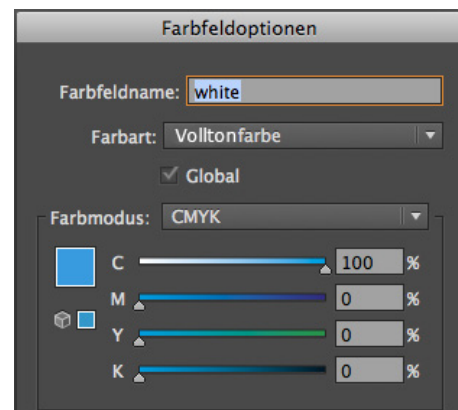 Farbfeldoptionen
Farbfeldname: white
Farbart: Volltonfarbe
Global
Farbmodus: CMYK
C 100 %
M 0 %
Y 0 %
K 0 %